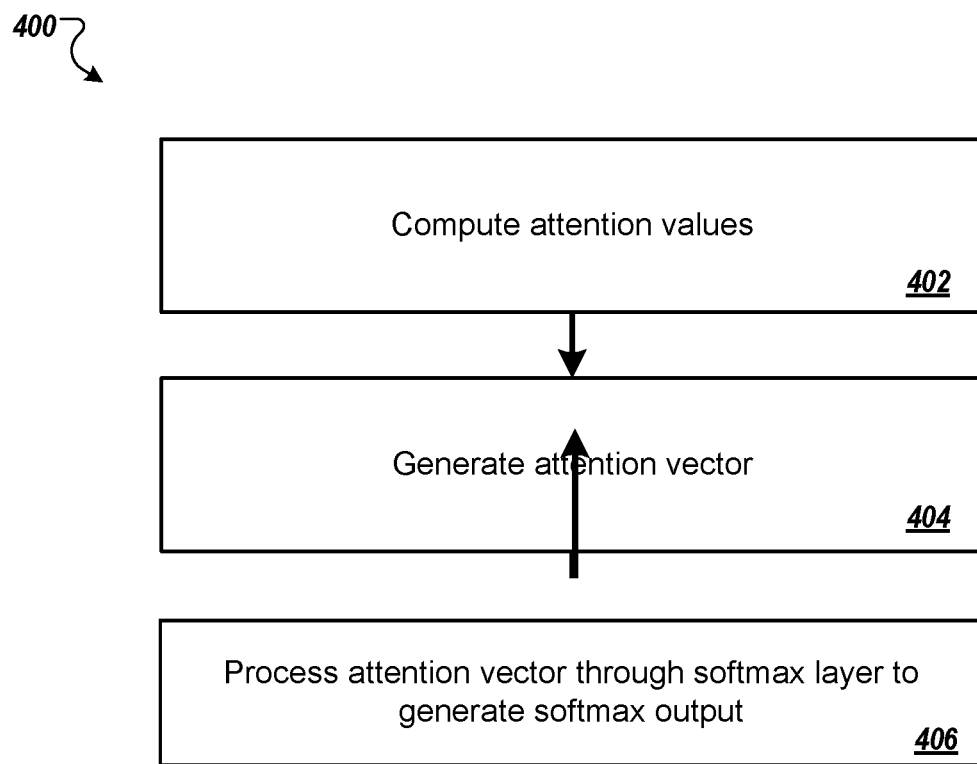 400
Compute attention values
402
Generate attention vector
404
Process attention vector through softmax layer to
generate softmax output
406